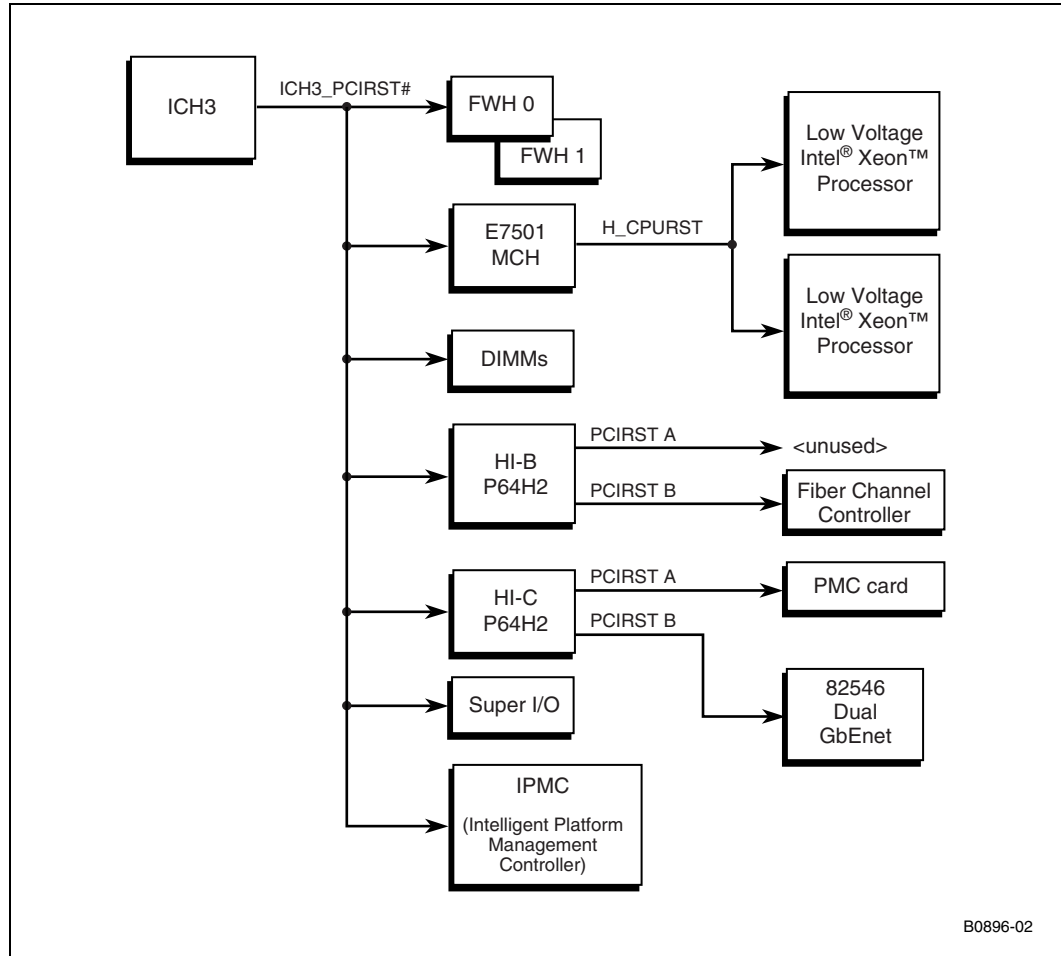 ICH3
ICH3_PCIRST#
FWH 0
FWH 1
Low Voltage
Intel® Xeon™
Processor
E7501
MCH
H_CPURST
Low Voltage
Intel® Xeon™
Processor
DIMMs
HI-B
P64H2
PCIRST A
<unused>
PCIRST B
Fiber Channel
Controller
HI-C
P64H2
PCIRST A
PMC card
PCIRST B
82546
Dual
GbEnet
Super I/O
IPMC
(Intelligent Platform
Management
Controller)
B0896-02